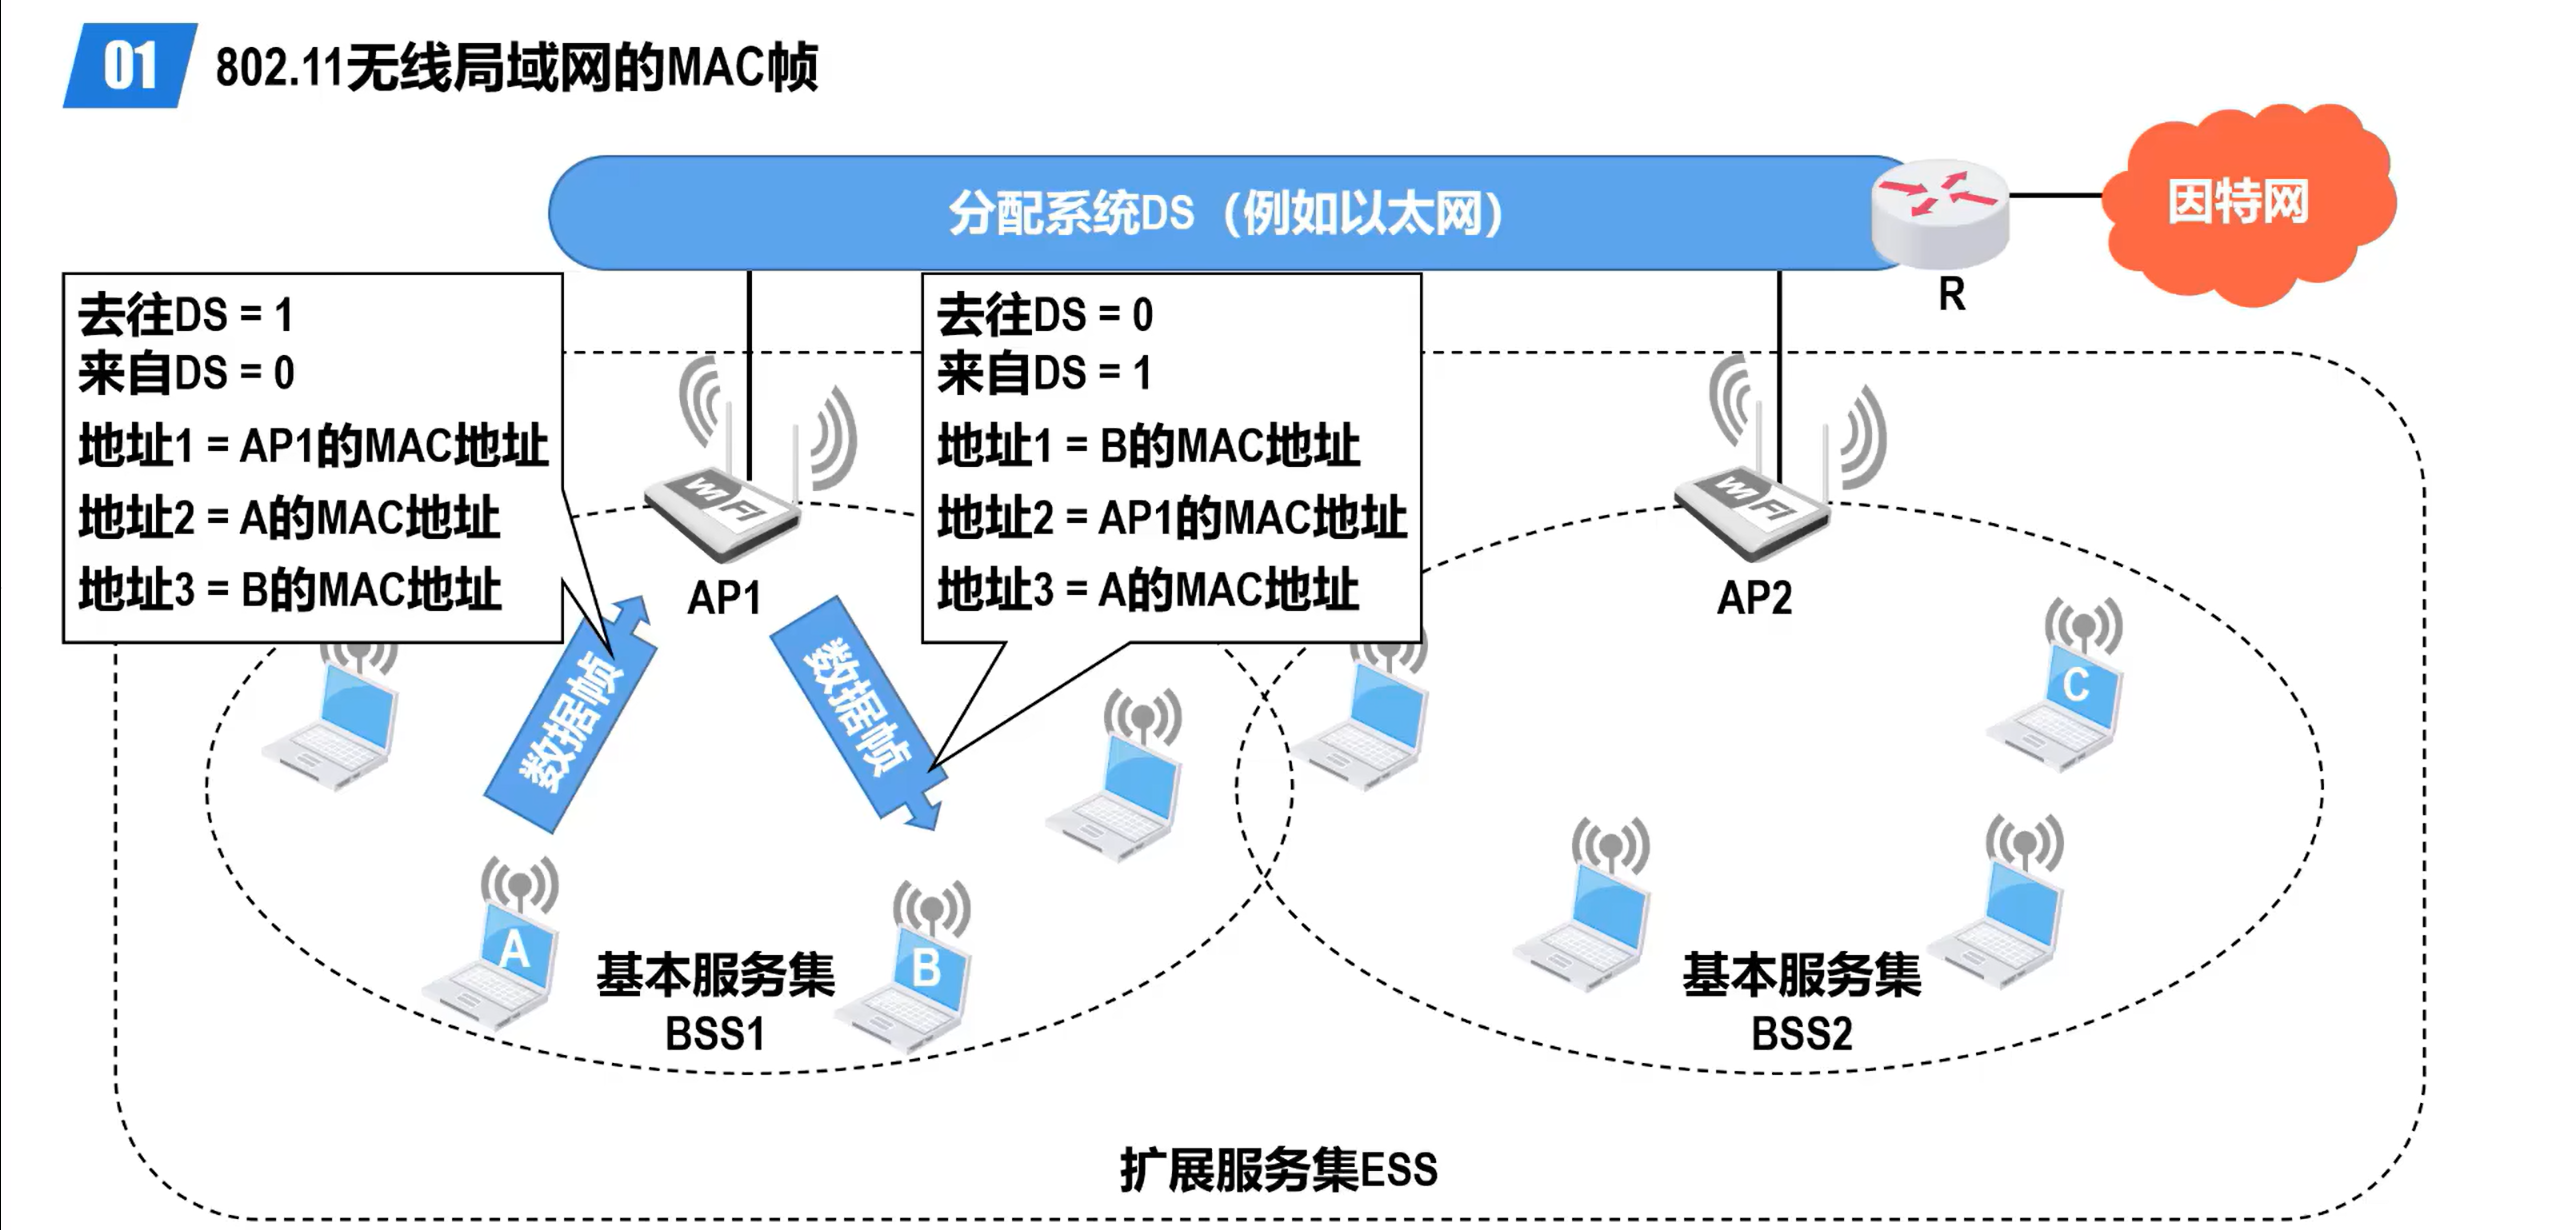 01
802.11无线局域网的MAC帧
分配系统DS（例如以太网）
因特网
R
去往DS = 1
来自DS = 0
地址1 = AP1的MAC地址
地址2 = A的MAC地址
地址3 = B的MAC地址
去往DS = 0
来自DS = 1
地址1 = B的MAC地址
地址2 = AP1的MAC地址
地址3 = A的MAC地址
WiFi
AP1
WiFi
AP2
数据帧
数据帧
C
A
B
基本服务集
BSS1
基本服务集
BSS2
扩展服务集ESS